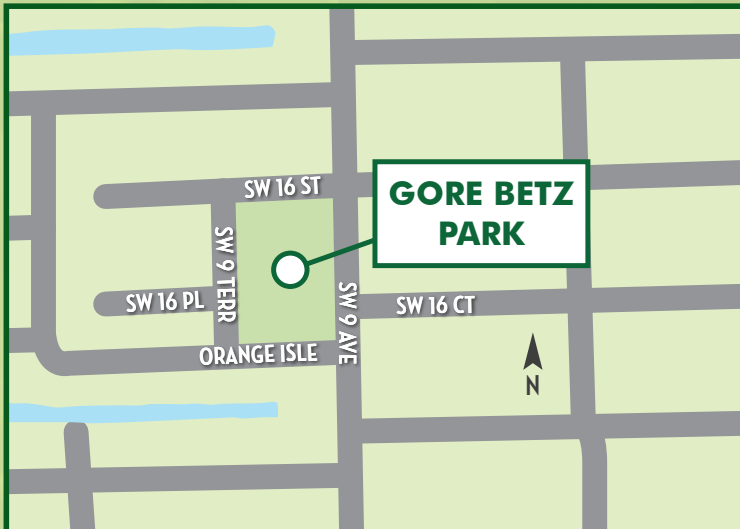 SW 16 ST
GORE BETZ
PARK
SW 9 TERR
SW 16 PL
SW 9 AVE
SW 16 CT
ORANGE ISLE
N